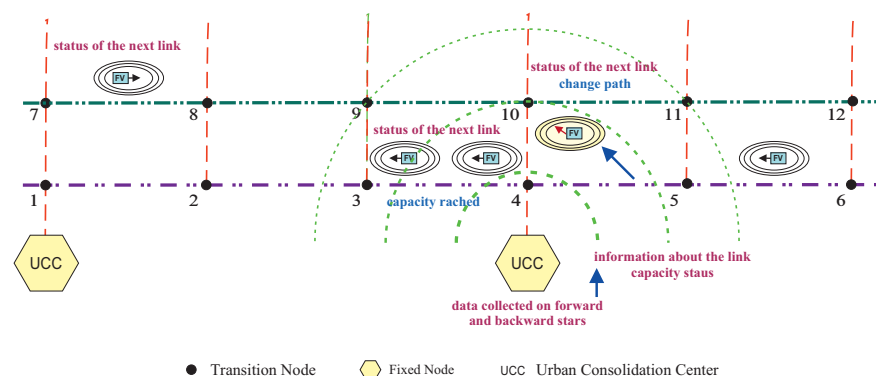 status of the next link
FV
status of the next link
change path
7
8
9
10
11
12
status of the next link
FV
FV
FV
FV
1
2
3
capacity rached
4
5
6
UCC
UCC
information about the link
capacity staus
data collected on forward
and backward stars
Transition Node
Fixed Node
UCC Urban Consolidation Center